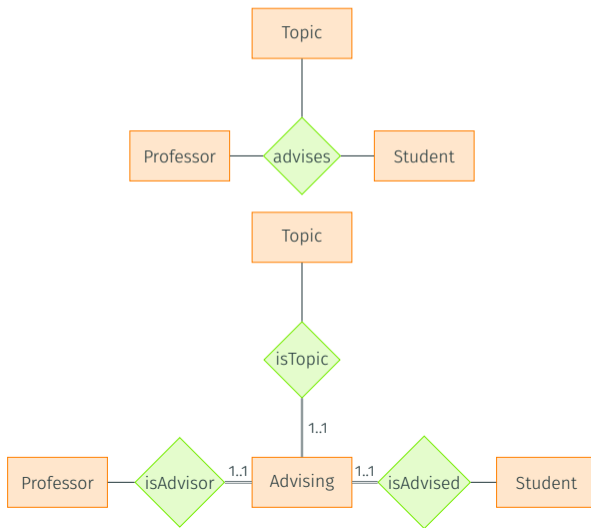 Topic
Professor
advises
Student
Topic
isTopic
1..1
Professor
isAdvisor
1..1
Advising
1..1
isAdvised
Student